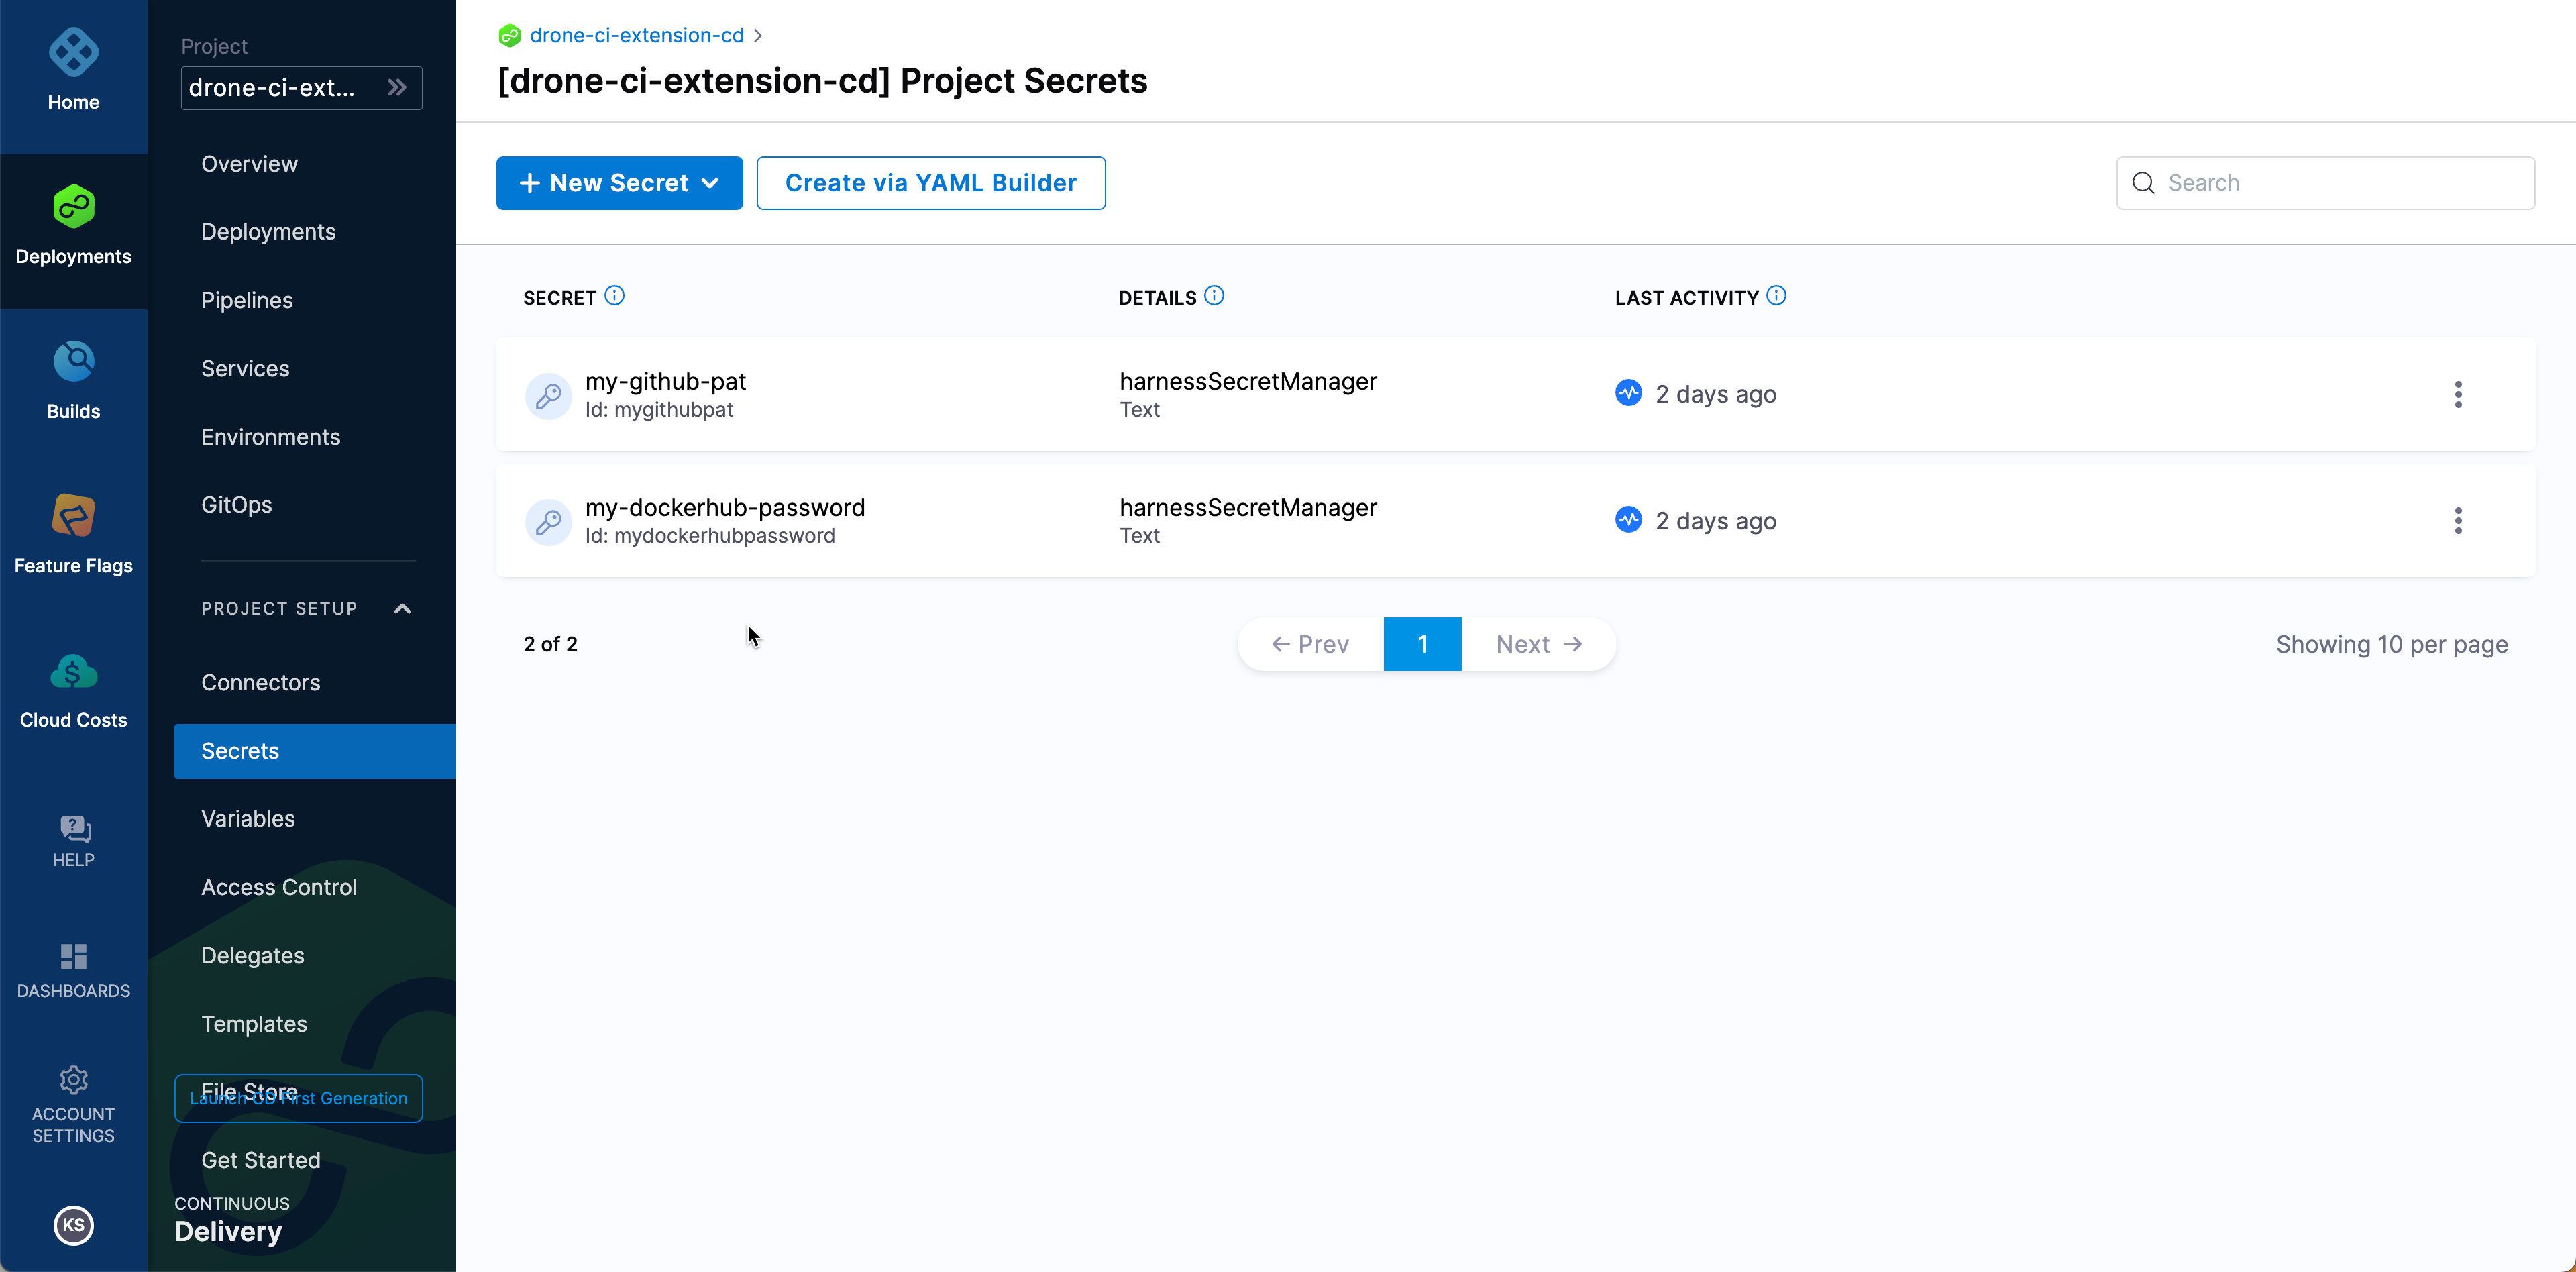 Home
Deployments
Builds
Feature Flags
Cloud Costs
HELP
DASHBOARDS
ACCOUNT
SETTINGS
KS
Project
drone-ci-ext...
Overview
Deployments
Pipelines
Services
Environments
GitOps
PROJECT SETUP
Connectors
Secrets
Variables
Access Control
Delegates
Templates
File Store
Launch CD First Generation
Get Started
CONTINUOUS
Delivery
drone-ci-extension-cd
[drone-ci-extension-cd] Project Secrets
+ New Secret
Create via YAML Builder
Search
SECRET DETAILS LAST ACTIVITY
my-github-pat harnessSecretManager 2 days ago
Id: mygithubpat Text
my-dockerhub-password harnessSecretManager 2 days ago
Id: mydockerhubpassword Text
2 of 2 ← Prev 1 Next → Showing 10 per page